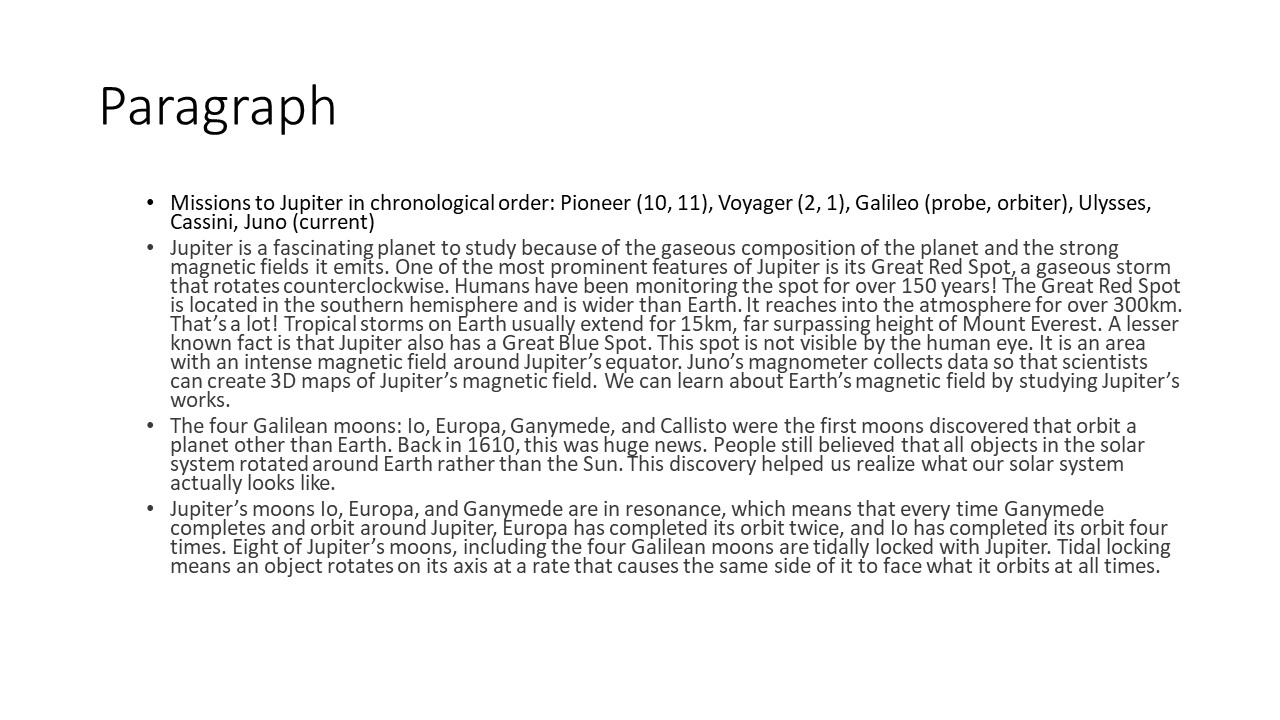 Paragraph
• Missions to Jupiter in chronological order: Pioneer (10, 11), Voyager (2, 1), Galileo (probe, orbiter), Ulysses,
Cassini, Juno (current)
• Jupiter is a fascinating planet to study because of the gaseous composition of the planet and the strong
magnetic fields it emits. One of the most prominent features of Jupiter is its Great Red Spot, a gaseous storm
that rotates counterclockwise. Humans have been monitoring the spot for over 150 years! The Great Red Spot
is located in the southern hemisphere and is wider than Earth. It reaches into the atmosphere for over 300km.
That’s a lot! Tropical storms on Earth usually extend for 15km, far surpassing height of Mount Everest. A lesser
known fact is that Jupiter also has a Great Blue Spot. This spot is not visible by the human eye. It is an area
with an intense magnetic field around Jupiter’s equator. Juno’s magnometer collects data so that scientists
can create 3D maps of Jupiter’s magnetic field. We can learn about Earth’s magnetic field by studying Jupiter’s
works.
• The four Galilean moons: Io, Europa, Ganymede, and Callisto were the first moons discovered that orbit a
planet other than Earth. Back in 1610, this was huge news. People still believed that all objects in the solar
system rotated around Earth rather than the Sun. This discovery helped us realize what our solar system
actually looks like.
• Jupiter’s moons Io, Europa, and Ganymede are in resonance, which means that every time Ganymede
completes and orbit around Jupiter, Europa has completed its orbit twice, and Io has completed its orbit four
times. Eight of Jupiter’s moons, including the four Galilean moons are tidally locked with Jupiter. Tidal locking
means an object rotates on its axis at a rate that causes the same side of it to face what it orbits at all times.